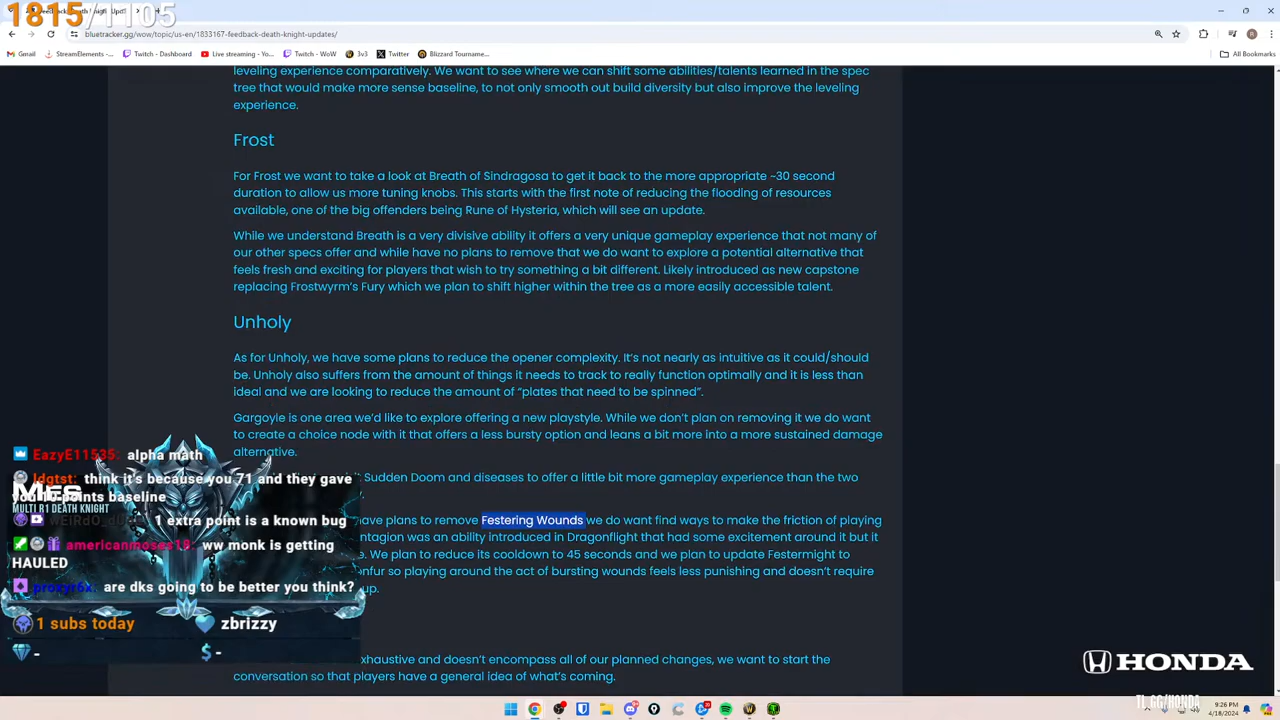 1815/1105
bluetracker.gg/wow/topic/us-en/1833167-feedback-death-knight-updates/
Gmail
StreamElements -...
Twitch - Dashboard
Live streaming - Yo...
Twitch - WoW
3v3
Twitter
Blizzard Tourname...
All Bookmarks
leveling experience comparatively. We want to see where we can shift some abilities/talents learned in the spec
tree that would make more sense baseline, to not only smooth out build diversity but also improve the leveling
experience.
Frost
For Frost we want to take a look at Breath of Sindragosa to get it back to the more appropriate ~30 second
duration to allow us more tuning knobs. This starts with the first note of reducing the flooding of resources
available, one of the big offenders being Rune of Hysteria, which will see an update.
While we understand Breath is a very divisive ability it offers a very unique gameplay experience that not many of
our other specs offer and while have no plans to remove that we do want to explore a potential alternative that
feels fresh and exciting for players that wish to try something a bit different. Likely introduced as new capstone
replacing Frostwyrm's Fury which we plan to shift higher within the tree as a more easily accessible talent.
Unholy
As for Unholy, we have some plans to reduce the opener complexity. It's not nearly as intuitive as it could/should
be. Unholy also suffers from the amount of things it needs to track to really function optimally and it is less than
ideal and we are looking to reduce the amount of "plates that need to be spinned".
Gargoyle is one area we'd like to explore offering a new playstyle. While we don't plan on removing it we do want
to create a choice node with it that offers a less bursty option and leans a bit more into a more sustained damage
alternative.
Sudden Doom and diseases to offer a little bit more gameplay experience than the two
have plans to remove Festering Wounds we do want find ways to make the friction of playing
ntagion was an ability introduced in Dragonflight that had some excitement around it but it
e. We plan to reduce its cooldown to 45 seconds and we plan to update Festermight to
onfur so playing around the act of bursting wounds feels less punishing and doesn't require
up.
xhaustive and doesn't encompass all of our planned changes, we want to start the
conversation so that players have a general idea of what's coming.
EazyE11535: alpha math
ldgtst: think it's because you 71 and they gave
you 10 points baseline
1 extra point is a known bug
americanmoses19: ww monk is getting
HAULED
proxyr6x: are dks going to be better you think?
Mes
MULTI R1 DEATH KNIGHT
1 subs today
zbrizzy
-
$ -
HONDA
TL.GG/HONDA
9:26 PM
4/18/2024